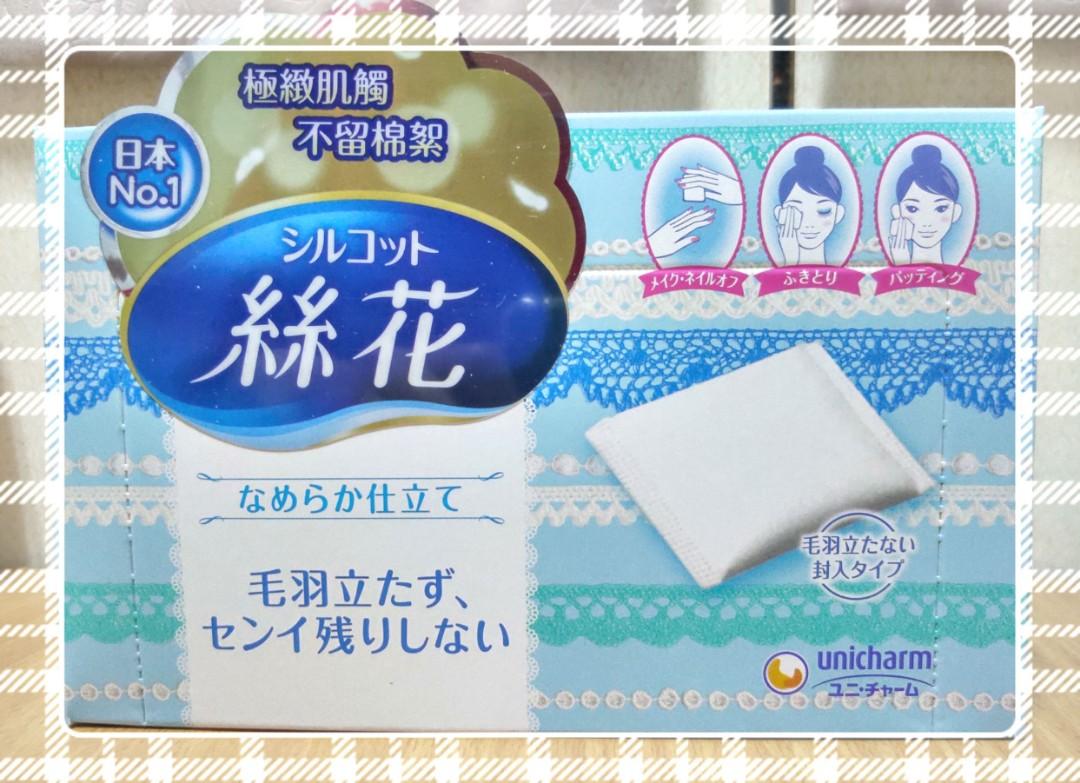 極緻肌觸
不留棉絮
日本
No.1
シルコット
絲花
メイク・ネイルオフ
ふきとり
パッティング
なめらか仕立て
毛羽立たず、
センイ残りしない
毛羽立たない
封入タイプ
unicharm
ユニ・チャーム